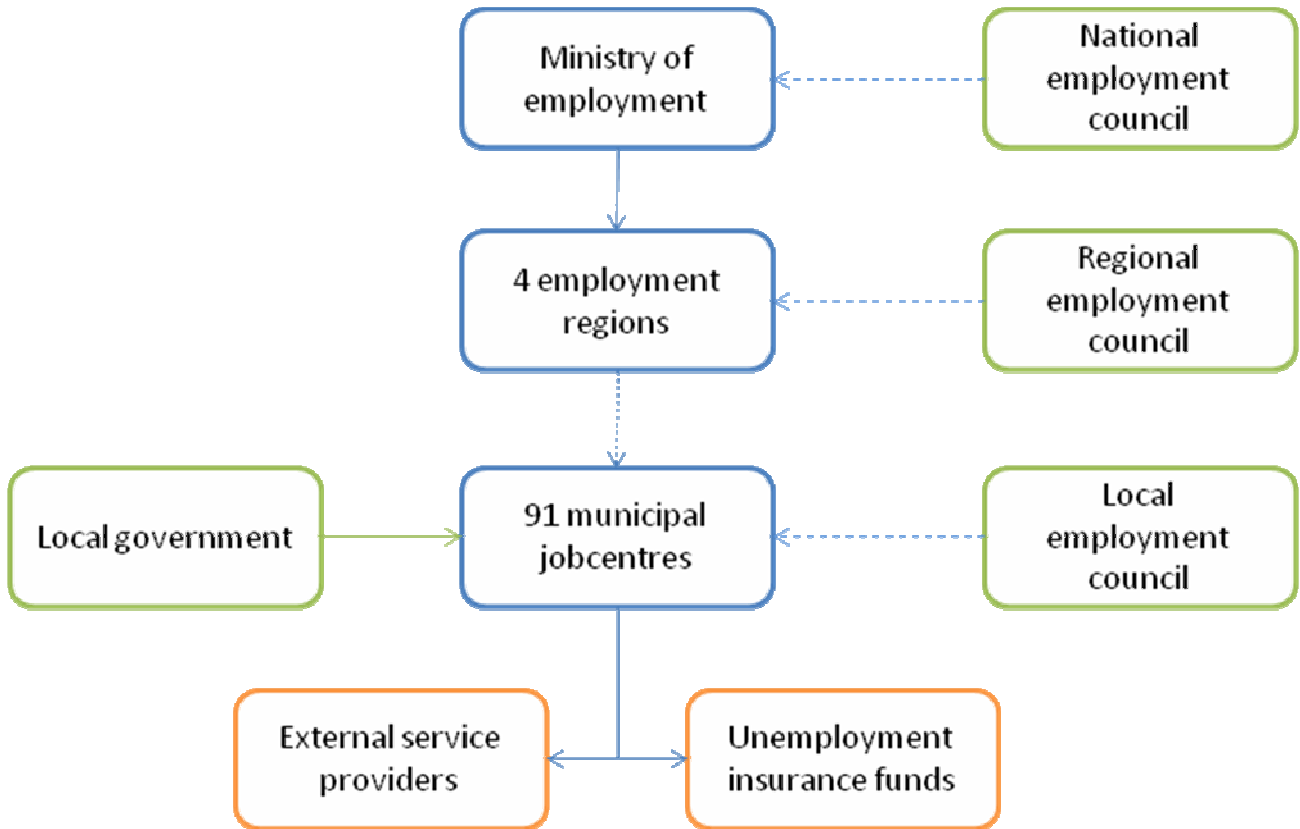 Ministry of
employment
National
employment
council
4 employment
regions
Regional
employment
council
Local government
91 municipal
jobcentres
Local
employment
council
External service
providers
Unemployment
insurance funds